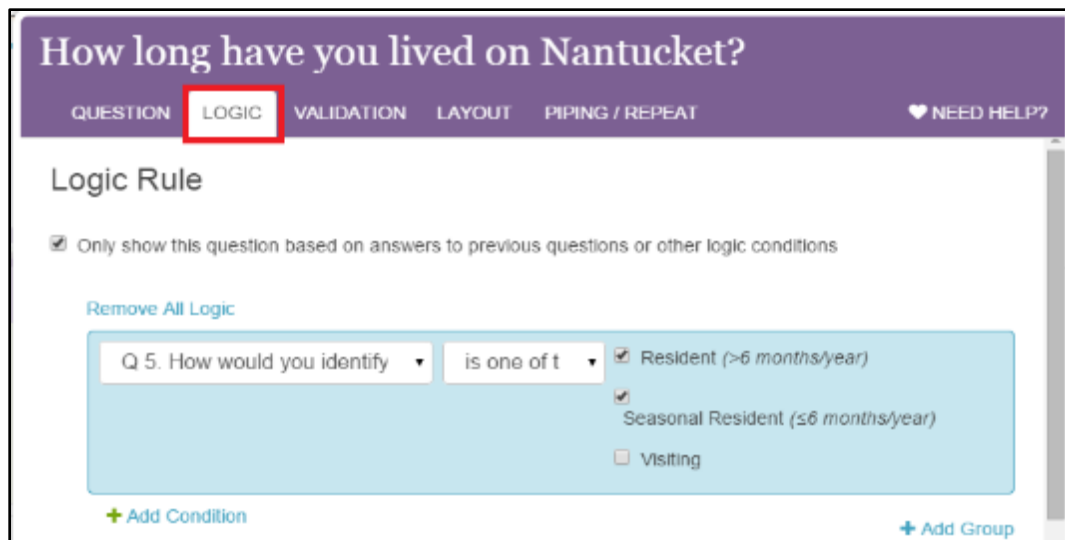 How long have you lived on Nantucket?
QUESTION LOGIC VALIDATION LAYOUT PIPING / REPEAT NEED HELP?
Logic Rule
Only show this question based on answers to previous questions or other logic conditions
Remove All Logic
Q 5. How would you identify is one of t Resident (>6 months/year)
Seasonal Resident (≤6 months/year)
Visiting
+ Add Condition
+ Add Group